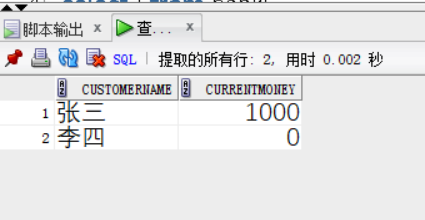 脚本输出 x 查... x
SQL | 提取的所有行: 2, 用时 0.002 秒
CUSTOMERNAME CURRENTMONEY
1 张三 1000
2 李四 0